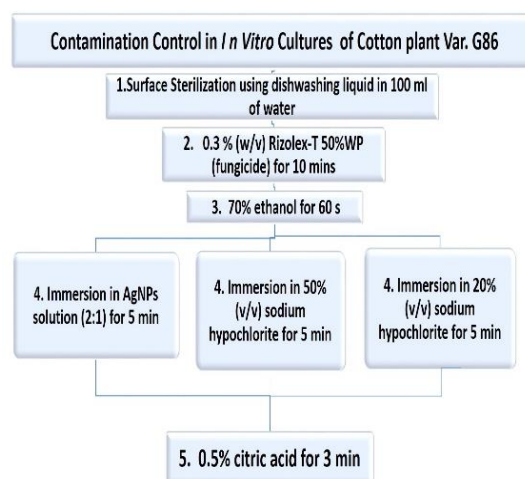 Contamination Control in I n Vitro Cultures of Cotton plant Var. G86
1.Surface Sterilization using dishwashing liquid in 100 ml
of water
2. 0.3 % (w/v) Rizolex-T 50%WP
(fungicide) for 10 mins
3. 70% ethanol for 60 s
4. Immersion in AgNPs
solution (2:1) for 5 min
4. Immersion in 50%
(v/v) sodium
hypochlorite for 5 min
4. Immersion in 20%
(v/v) sodium
hypochlorite for 5 min
5. 0.5% citric acid for 3 min